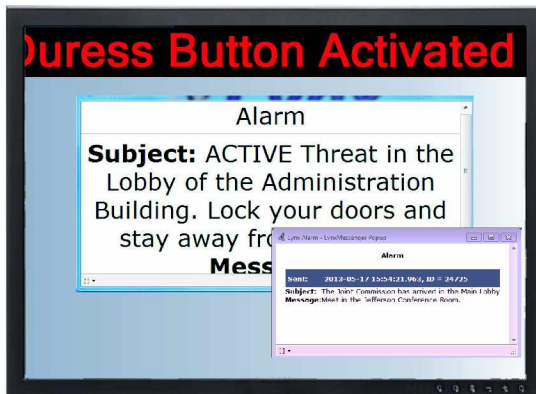 Duress Button Activated
Alarm
Subject: ACTIVE Threat in the
Lobby of the Administration
Building. Lock your doors and
stay away fro
Mess
Lynx Alarm - LynxMessenger Popup
Alarm
Sent: 2013-05-17 15:54:21.963, ID = 24725
Subject: The Joint Commission has arrived in the Main Lobby
Message:Meet in the Jefferson Conference Room.